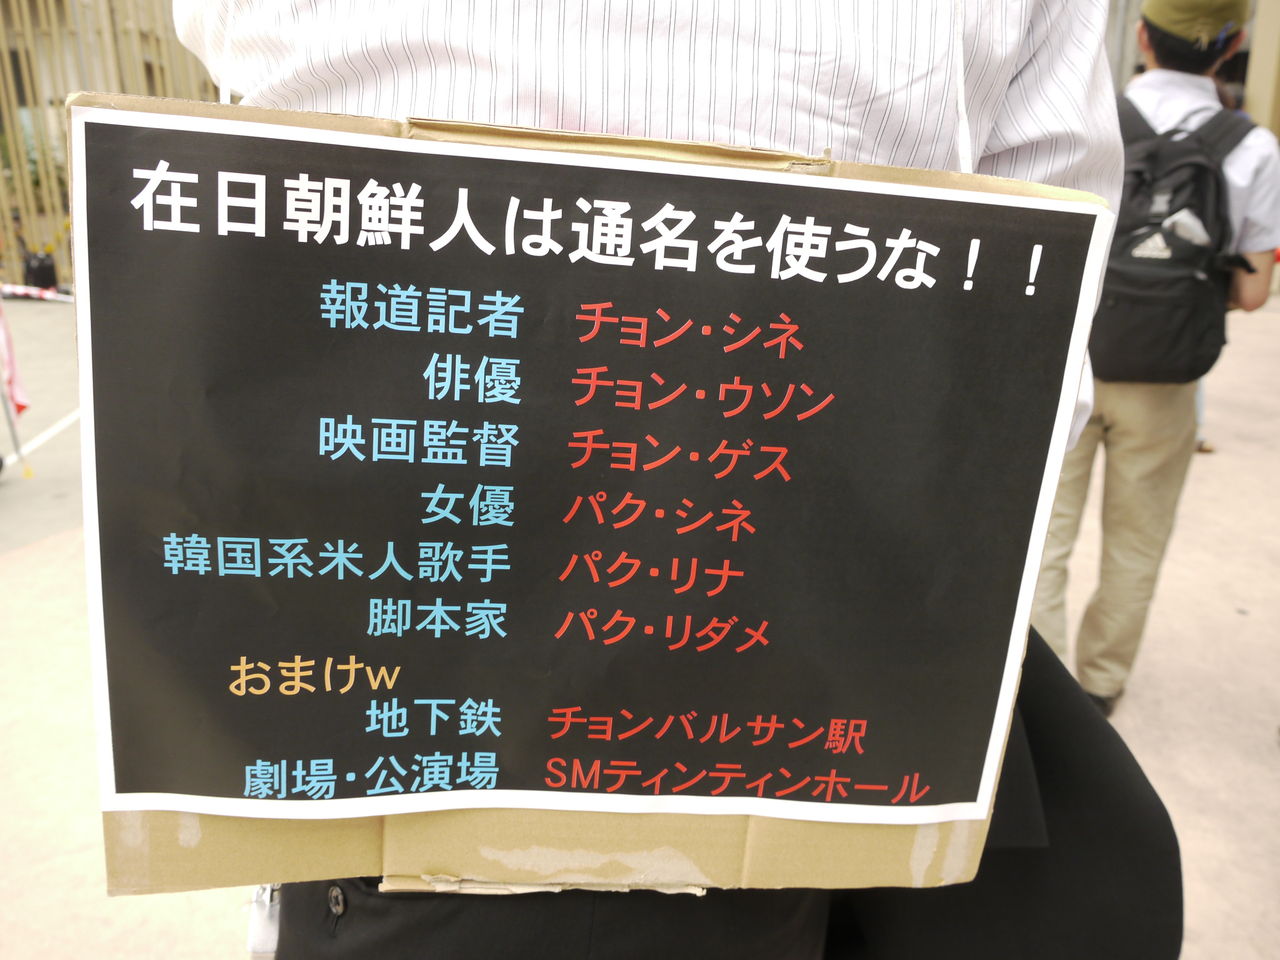 在日朝鮮人は通名を使うな！！
報道記者 チョン・シネ
俳優 チョン・ウソン
映画監督 チョン・ゲス
女優 パク・シネ
韓国系米人歌手 パク・リナ
脚本家 パク・リダメ
おまけw
地下鉄 チョンバルサン駅
劇場・公演場 SMティンティンホール
adidas